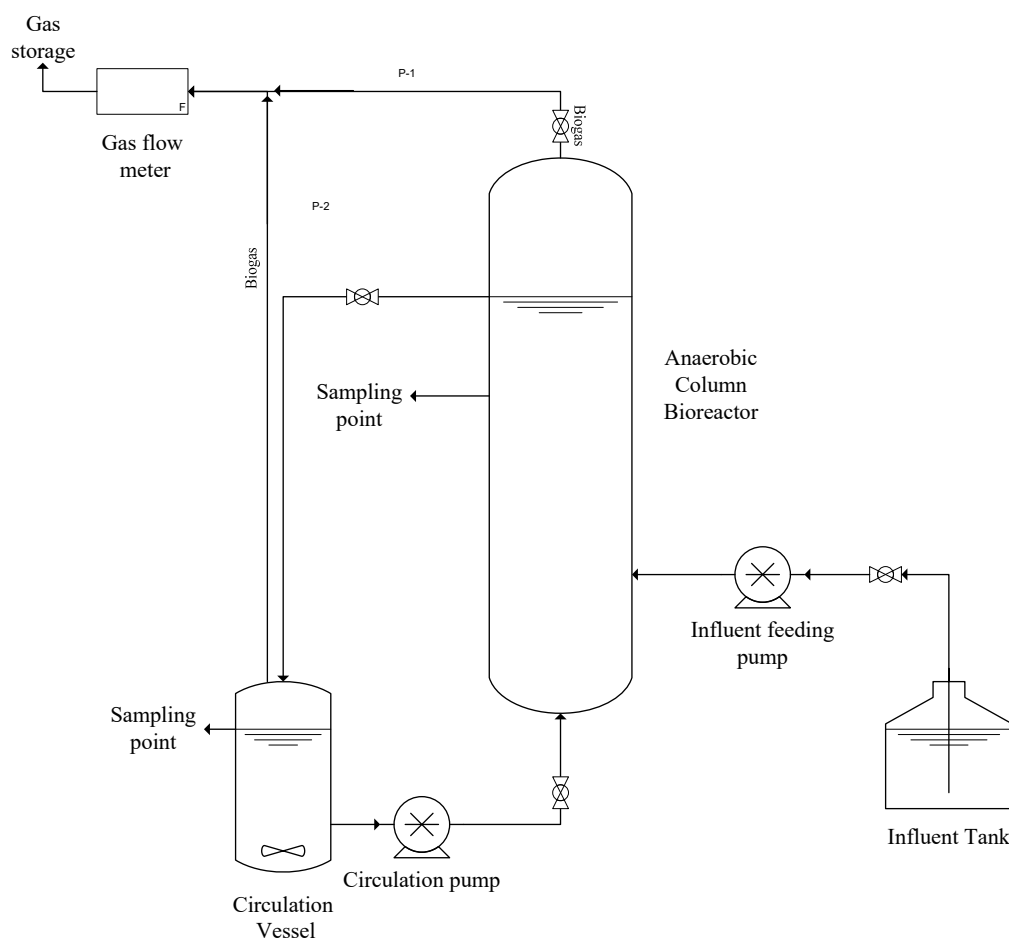 Gas
storage
P-1
F
Gas flow
meter
Biogas
P-2
Biogas
Anaerobic
Column
Bioreactor
Sampling
point
Influent feeding
pump
Sampling
point
Influent Tank
Circulation pump
Circulation
Vessel